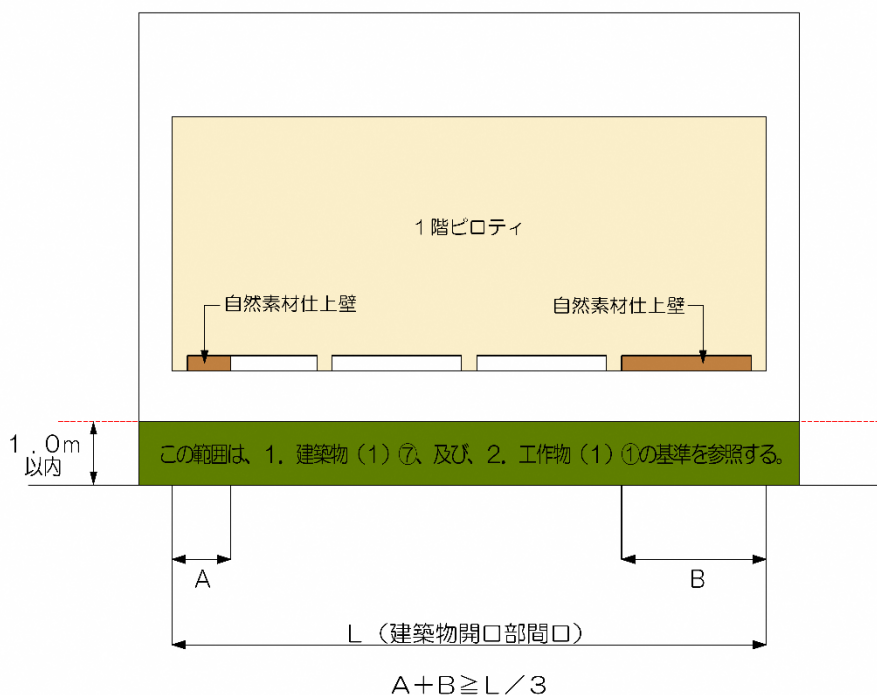 1階ピロティ
自然素材仕上壁
自然素材仕上壁
1.0m
以内
この範囲は、1.建築物(1)⑦、及び、2.工作物(1)①の基準を参照する。
A
B
L(建築物開口部間口)
A+B≧L/3